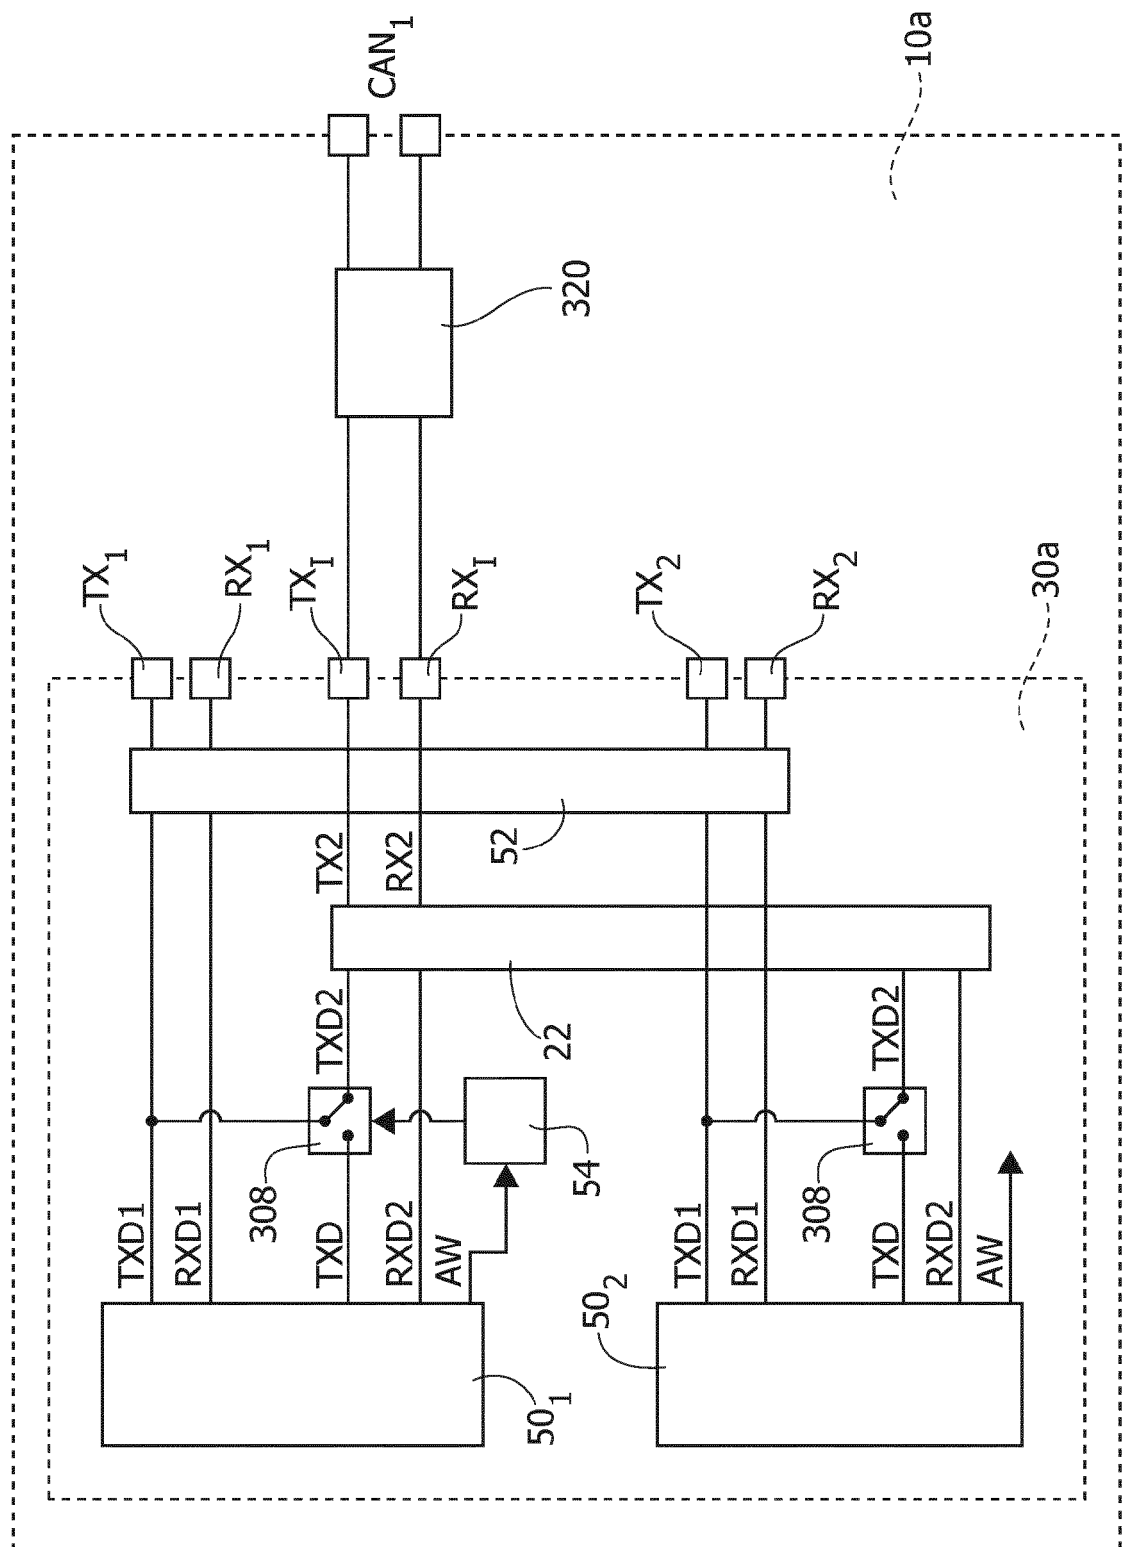 CAN1
10a
320
TX1
RX1
TXI
RXI
TX2
RX2
30a
52
TX2
RX2
22
TXD2
TXD2
54
308
308
TXD1
RXD1
TXD
RXD2
AW
TXD1
RXD1
TXD
RXD2
AW
501
502